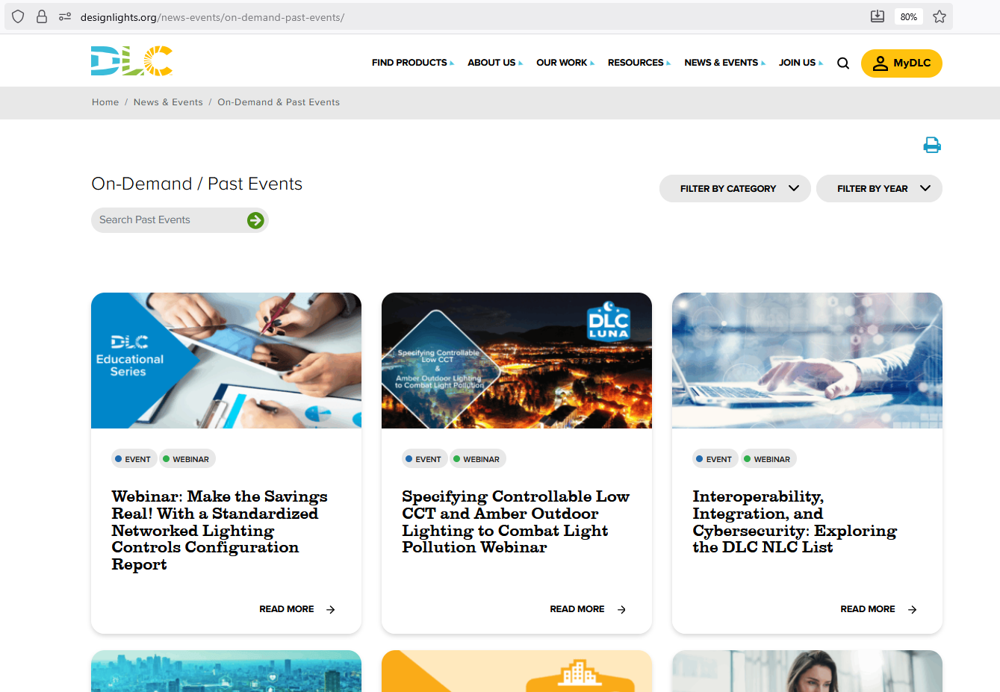 designlights.org/news-events/on-demand-past-events/
80%
DLC
FIND PRODUCTS
ABOUT US
OUR WORK
RESOURCES
NEWS & EVENTS
JOIN US
MyDLC
Home / News & Events / On-Demand & Past Events
On-Demand / Past Events
FILTER BY CATEGORY
FILTER BY YEAR
Search Past Events
DLC
Educational
Series
EVENT
WEBINAR
Webinar: Make the Savings
Real! With a Standardized
Networked Lighting
Controls Configuration
Report
READ MORE
DLC
LUNA
Specifying Controllable
Low CCT
&
Amber Outdoor Lighting
to Combat Light Pollution
EVENT
WEBINAR
Specifying Controllable Low
CCT and Amber Outdoor
Lighting to Combat Light
Pollution Webinar
READ MORE
EVENT
WEBINAR
Interoperability,
Integration, and
Cybersecurity: Exploring
the DLC NLC List
READ MORE